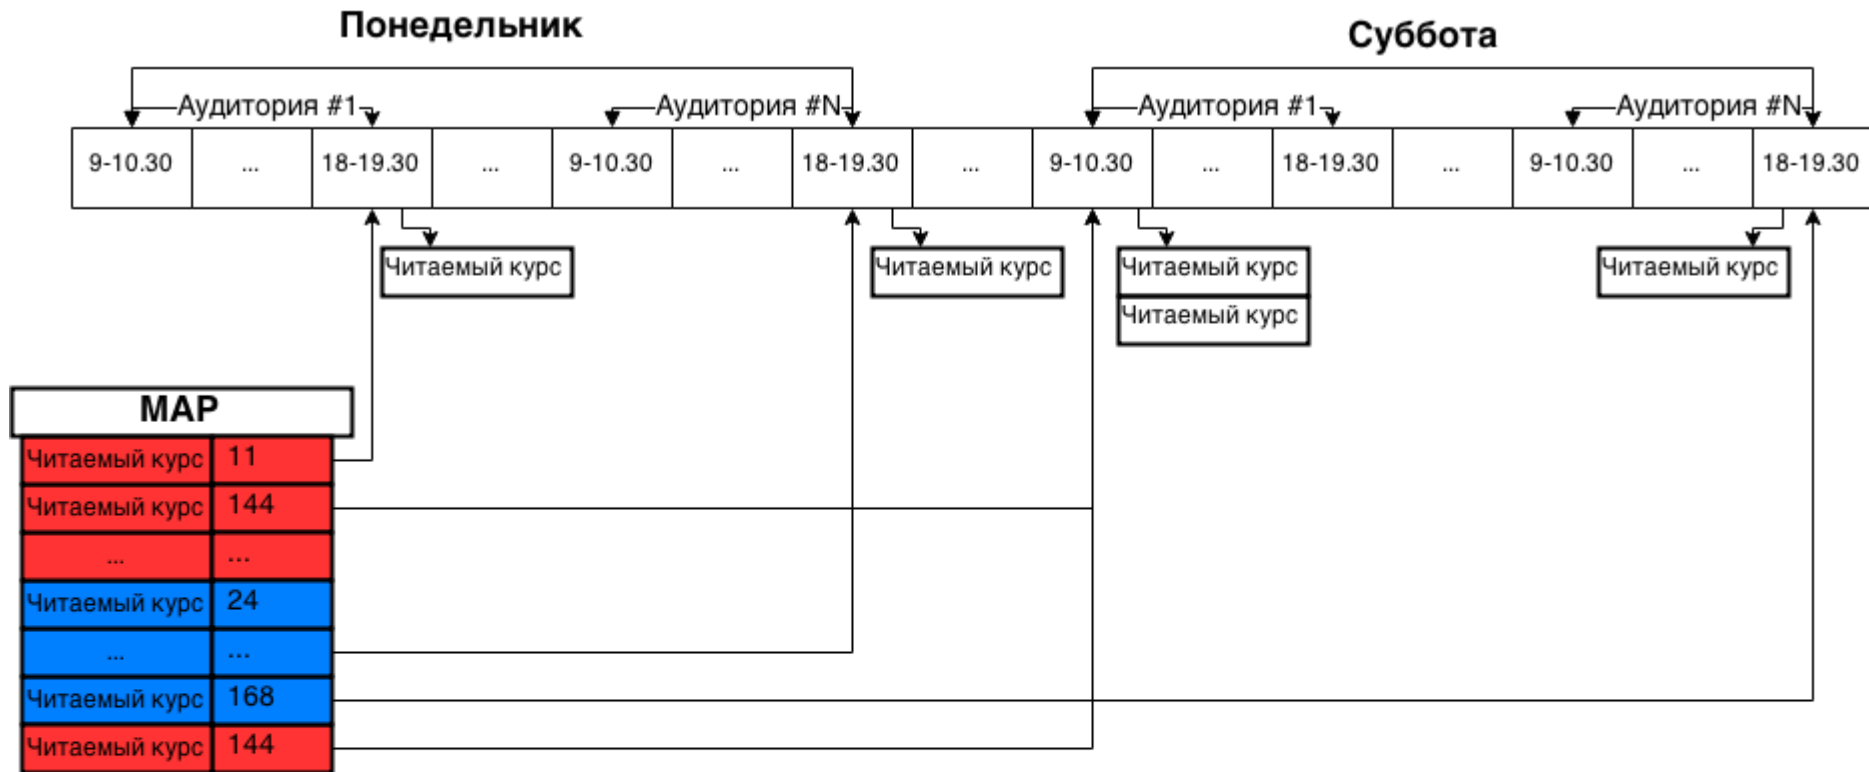 Понедельник
Суббота
Аудитория #1
Аудитория #N
Аудитория #1
Аудитория #N
9-10.30 ... 18-19.30 ... 9-10.30 ... 18-19.30 ... 9-10.30 ... 18-19.30 ... 9-10.30 ... 18-19.30
Читаемый курс
Читаемый курс
Читаемый курс
Читаемый курс
Читаемый курс
MAP
Читаемый курс 11
Читаемый курс 144
... ...
Читаемый курс 24
... ...
Читаемый курс 168
Читаемый курс 144